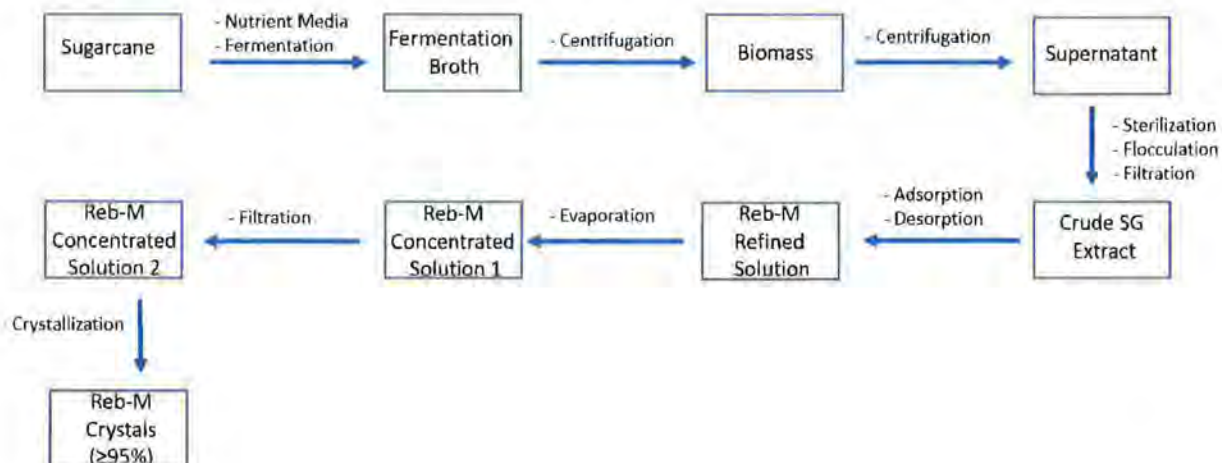 Sugarcane
- Nutrient Media
- Fermentation
Fermentation
Broth
- Centrifugation
Biomass
- Centrifugation
Supernatant
- Sterilization
- Flocculation
- Filtration
Crude SG
Extract
- Adsorption
- Desorption
Reb-M
Refined
Solution
- Evaporation
Reb-M
Concentrated
Solution 1
- Filtration
Reb-M
Concentrated
Solution 2
Crystallization
Reb-M
Crystals
(≥95%)